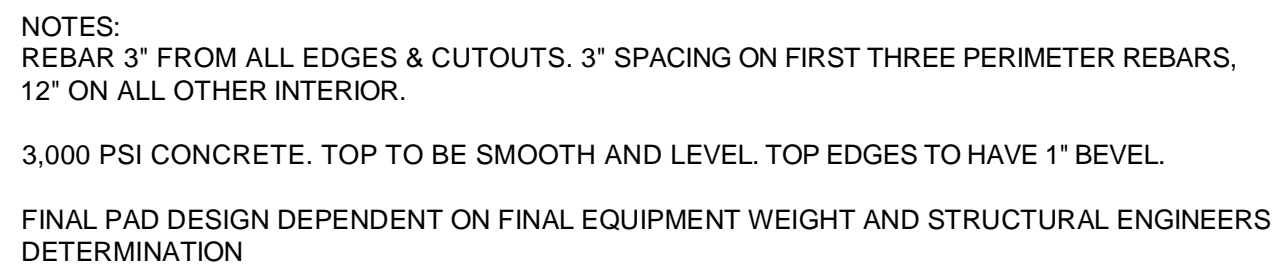 NOTES:
REBAR 3" FROM ALL EDGES & CUTOUTS. 3" SPACING ON FIRST THREE PERIMETER REBARS,
12" ON ALL OTHER INTERIOR.
3,000 PSI CONCRETE. TOP TO BE SMOOTH AND LEVEL. TOP EDGES TO HAVE 1" BEVEL.
FINAL PAD DESIGN DEPENDENT ON FINAL EQUIPMENT WEIGHT AND STRUCTURAL ENGINEERS
DETERMINATION